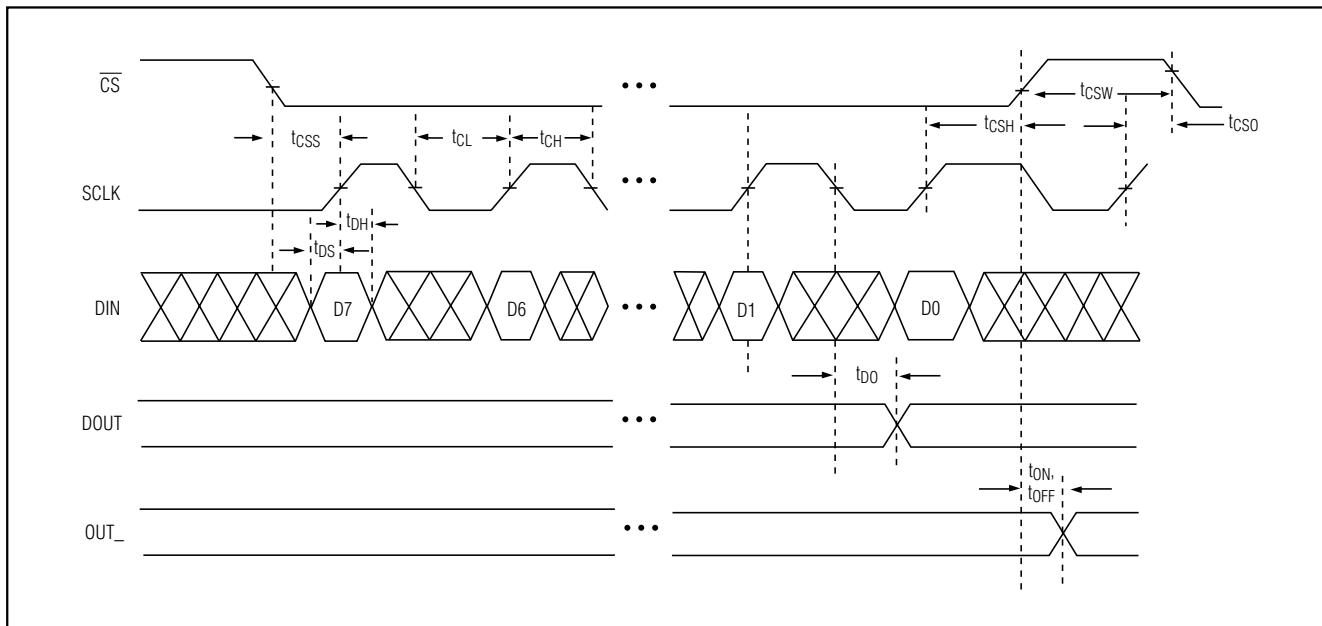 CS
tCSW
tCSS
tCL
tCH
tCSH
tCSO
SCLK
tDH
tDS
DIN
D7
D6
D1
D0
tDO
DOUT
tON,
tOFF
OUT_